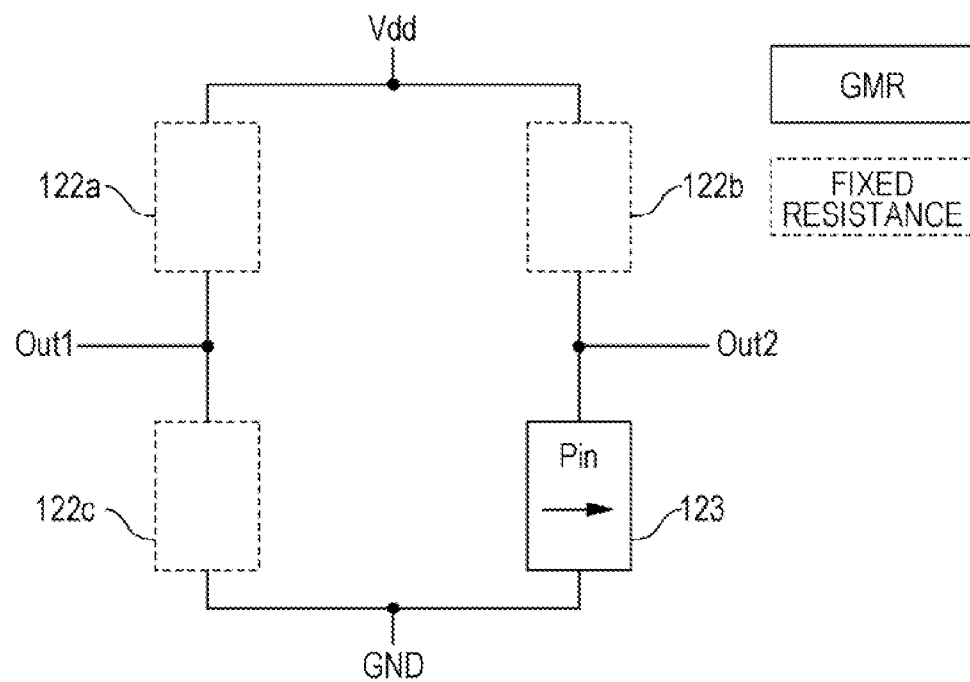 Vdd
GMR
122a
122b
FIXED
RESISTANCE
Out1
Out2
Pin
122c
123
GND